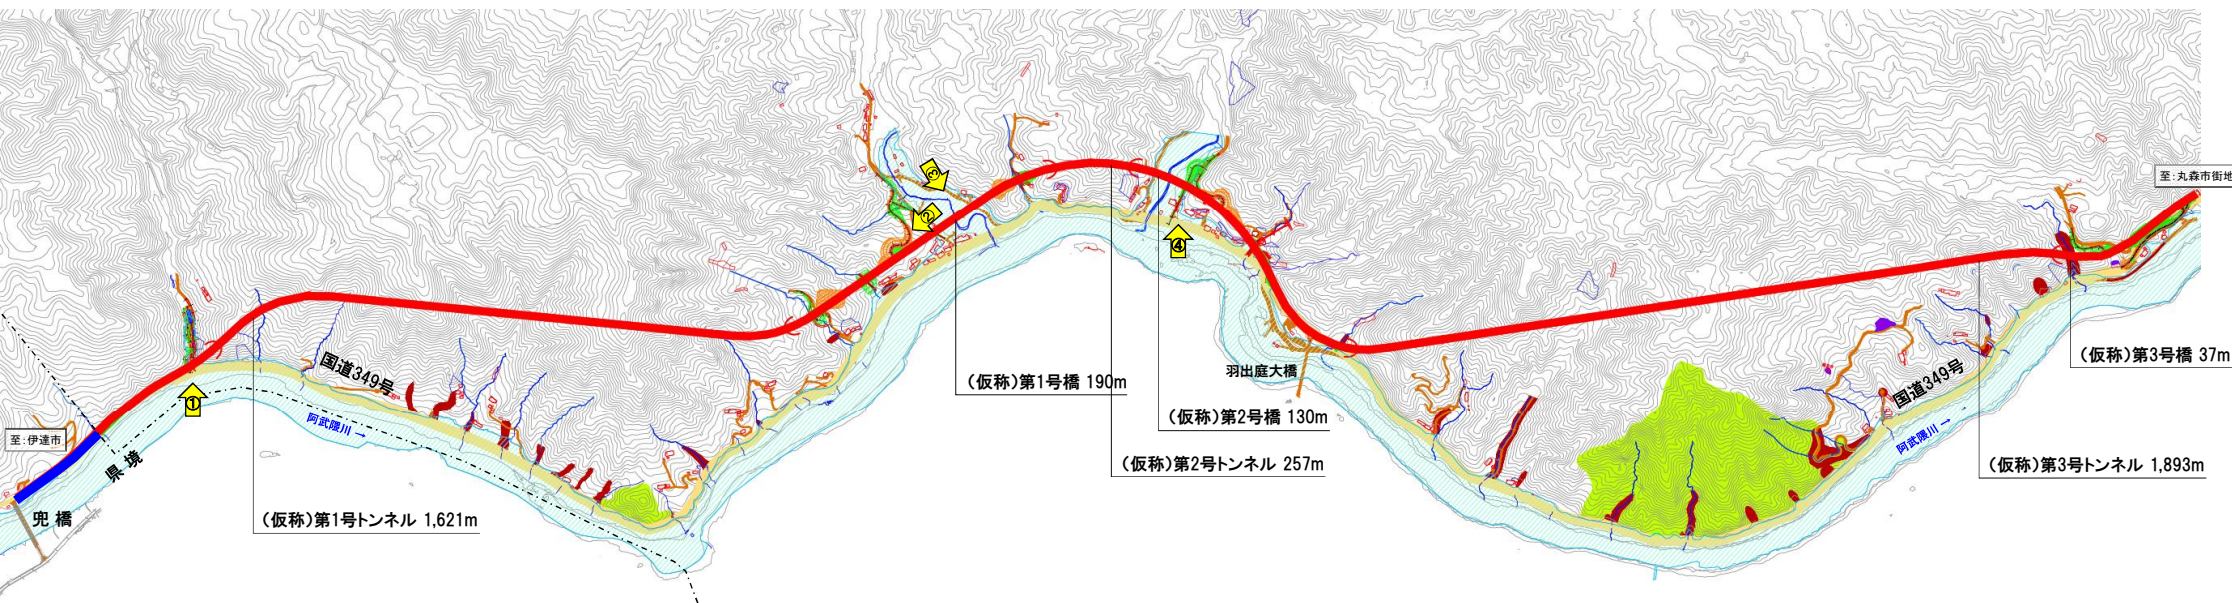 至:丸森市街地
③
②
④
国道349号
①
阿武隈川 →
至:伊達市
県境
兜橋
(仮称)第1号トンネル 1,621m
(仮称)第1号橋 190m
(仮称)第2号橋 130m
(仮称)第2号トンネル 257m
羽出庭大橋
国道349号
阿武隈川 →
(仮称)第3号橋 37m
(仮称)第3号トンネル 1,893m